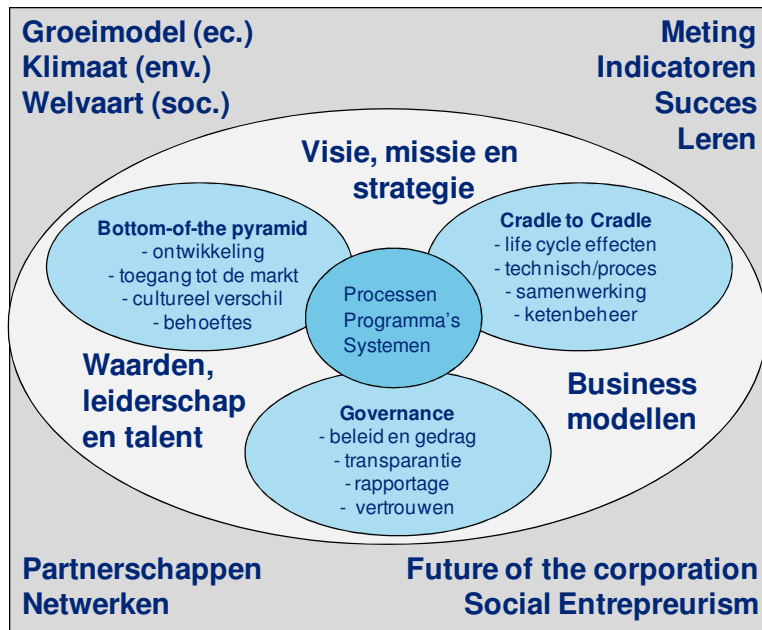 Groeimodel (ec.)
Klimaat (env.)
Welvaart (soc.)
Meting
Indicatoren
Succes
Leren
Visie, missie en
strategie
Bottom-of-the pyramid
- ontwikkeling
- toegang tot de markt
- cultureel verschil
- behoeftes
Cradle to Cradle
- life cycle effecten
- technisch/proces
- samenwerking
- ketenbeheer
Processen
Programma's
Systemen
Waarden,
leiderschap
en talent
Business
modellen
Governance
- beleid en gedrag
- transparantie
- rapportage
- vertrouwen
Partnerschappen
Netwerken
Future of the corporation
Social Entrepreurism